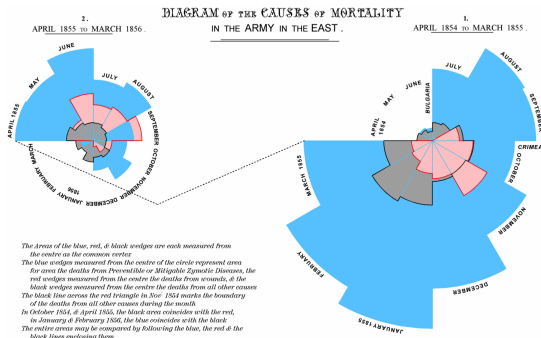 DIAGRAM OF THE CAUSES OF MORTALITY
IN THE ARMY IN THE EAST.
2.
APRIL 1855 TO MARCH 1856.
1.
APRIL 1854 TO MARCH 1855.
APRIL 1855
MAY
JUNE
JULY
AUGUST
SEPTEMBER
OCTOBER
NOVEMBER
DECEMBER
JANUARY
1856
FEBRUARY
MARCH
APRIL
1854
MAY
JUNE
JULY
BULGARIA
AUGUST
SEPTEMBER
CRIMEA
OCTOBER
NOVEMBER
DECEMBER
JANUARY 1855
FEBRUARY
MARCH 1855
The Areas of the blue, red, & black wedges are each measured from
the centre as the common vertex
The blue wedges measured from the centre of the circle represent area
for area the deaths from Preventible or Mitigable Zymotic Diseases, the
red wedges measured from the centre the deaths from wounds, & the
black wedges measured from the centre the deaths from all other causes
The black line across the red triangle in Nov' 1854 marks the boundary
of the deaths from all other causes during the month
In October 1854, & April 1855, the black area coincides with the red,
in January & February 1856, the blue coincides with the black
The entire areas may be compared by following the blue, the red & the
black lines enclosing them